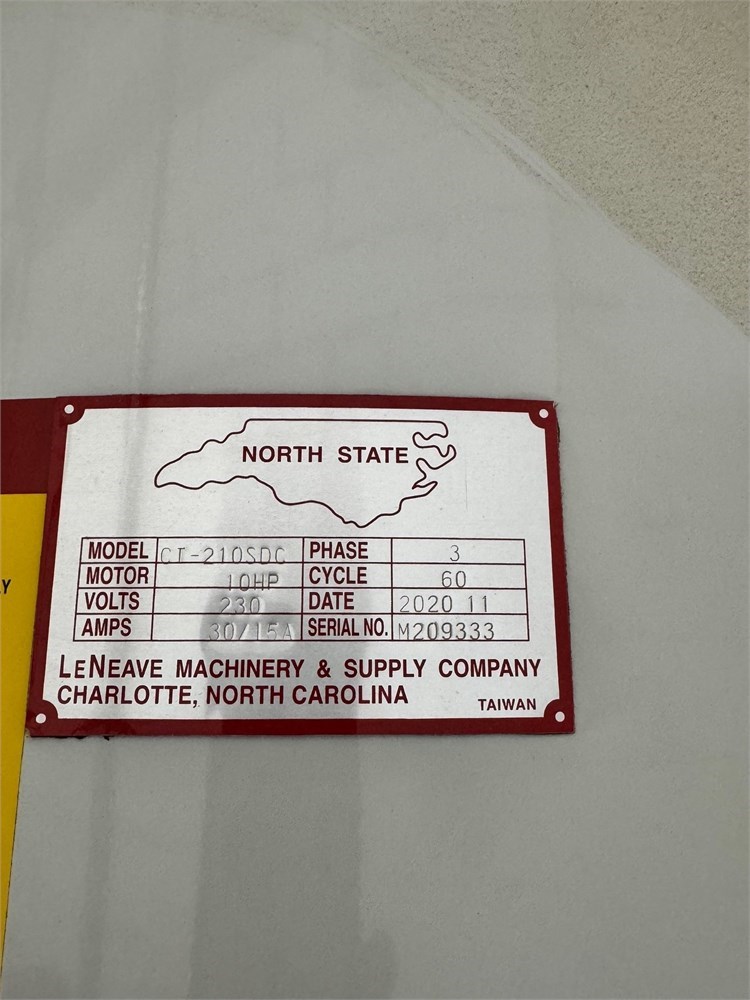 NORTH STATE
MODEL CT-210SDC PHASE 3
MOTOR 10HP CYCLE 60
VOLTS 230 DATE 2020 11
AMPS 30/15A SERIAL NO. M209333
LENEAVE MACHINERY & SUPPLY COMPANY
CHARLOTTE, NORTH CAROLINA
TAIWAN